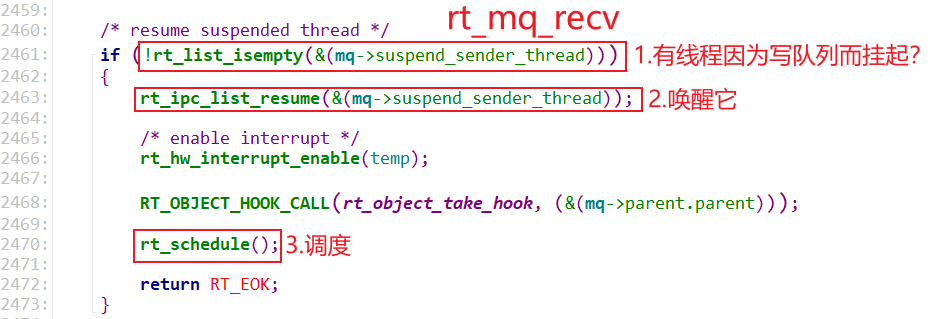 rt_mq_recv
2459:
2460: /* resume suspended thread */
2461: if (!rt_list_isempty(&(mq->suspend_sender_thread))) 1.有线程因为写队列而挂起?
2462: {
2463: rt_ipc_list_resume(&(mq->suspend_sender_thread)); 2.唤醒它
2464:
2465: /* enable interrupt */
2466: rt_hw_interrupt_enable(temp);
2467:
2468: RT_OBJECT_HOOK_CALL(rt_object_take_hook, (&(mq->parent.parent)));
2469:
2470: rt_schedule(); 3.调度
2471:
2472: return RT_EOK;
2473: }